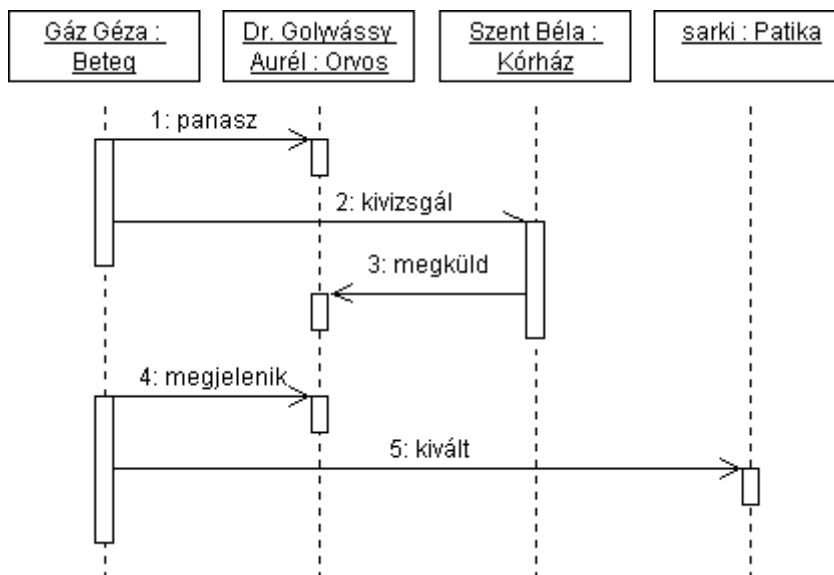 Gáz Géza :
Beteg
Dr. Golyvássy
Aurél : Orvos
Szent Béla :
Kórház
sarki : Patika
1: panasz
2: kivizsgál
3: megküld
4: megjelenik
5: kivált